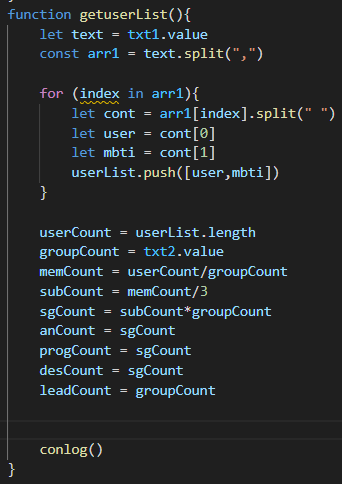 function getuserList(){
    let text = txt1.value
    const arr1 = text.split(",")

    for (index in arr1){
        let cont = arr1[index].split(" ")
        let user = cont[0]
        let mbti = cont[1]
        userList.push([user,mbti])
    }

    userCount = userList.length
    groupCount = txt2.value
    memCount = userCount/groupCount
    subCount = memCount/3
    sgCount = subCount*groupCount
    anCount = sgCount
    progCount = sgCount
    desCount = sgCount
    leadCount = groupCount


    conlog()
}